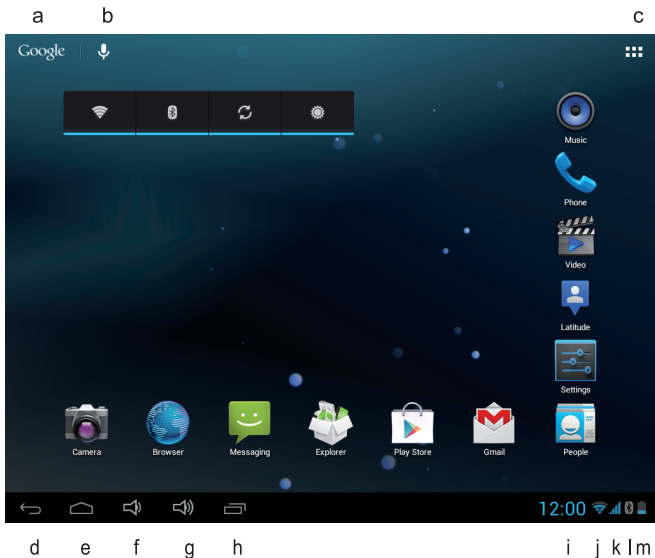 a b c
Google
Music
Phone
Video
Latitude
Settings
Camera Browser Messaging Explorer Play Store Gmail People
12:00
d e f g h i j k l m